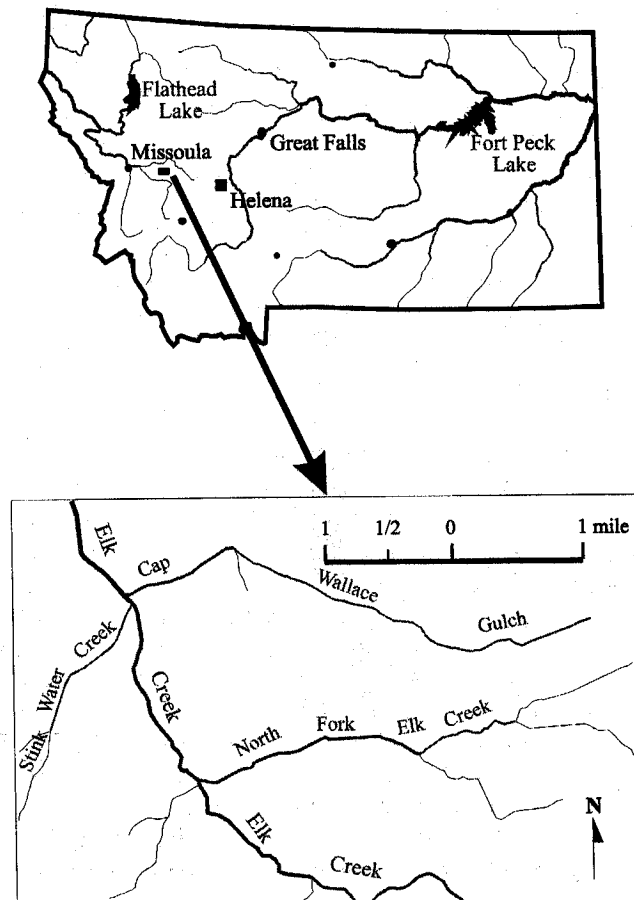 Flathead
Lake
Missoula
Great Falls
Fort Peck
Lake
Helena
1 1/2 0 1 mile
Elk
Cap
Wallace
Gulch
Creek
Water
Stink
Creek
North Fork Elk Creek
N
Elk
Creek